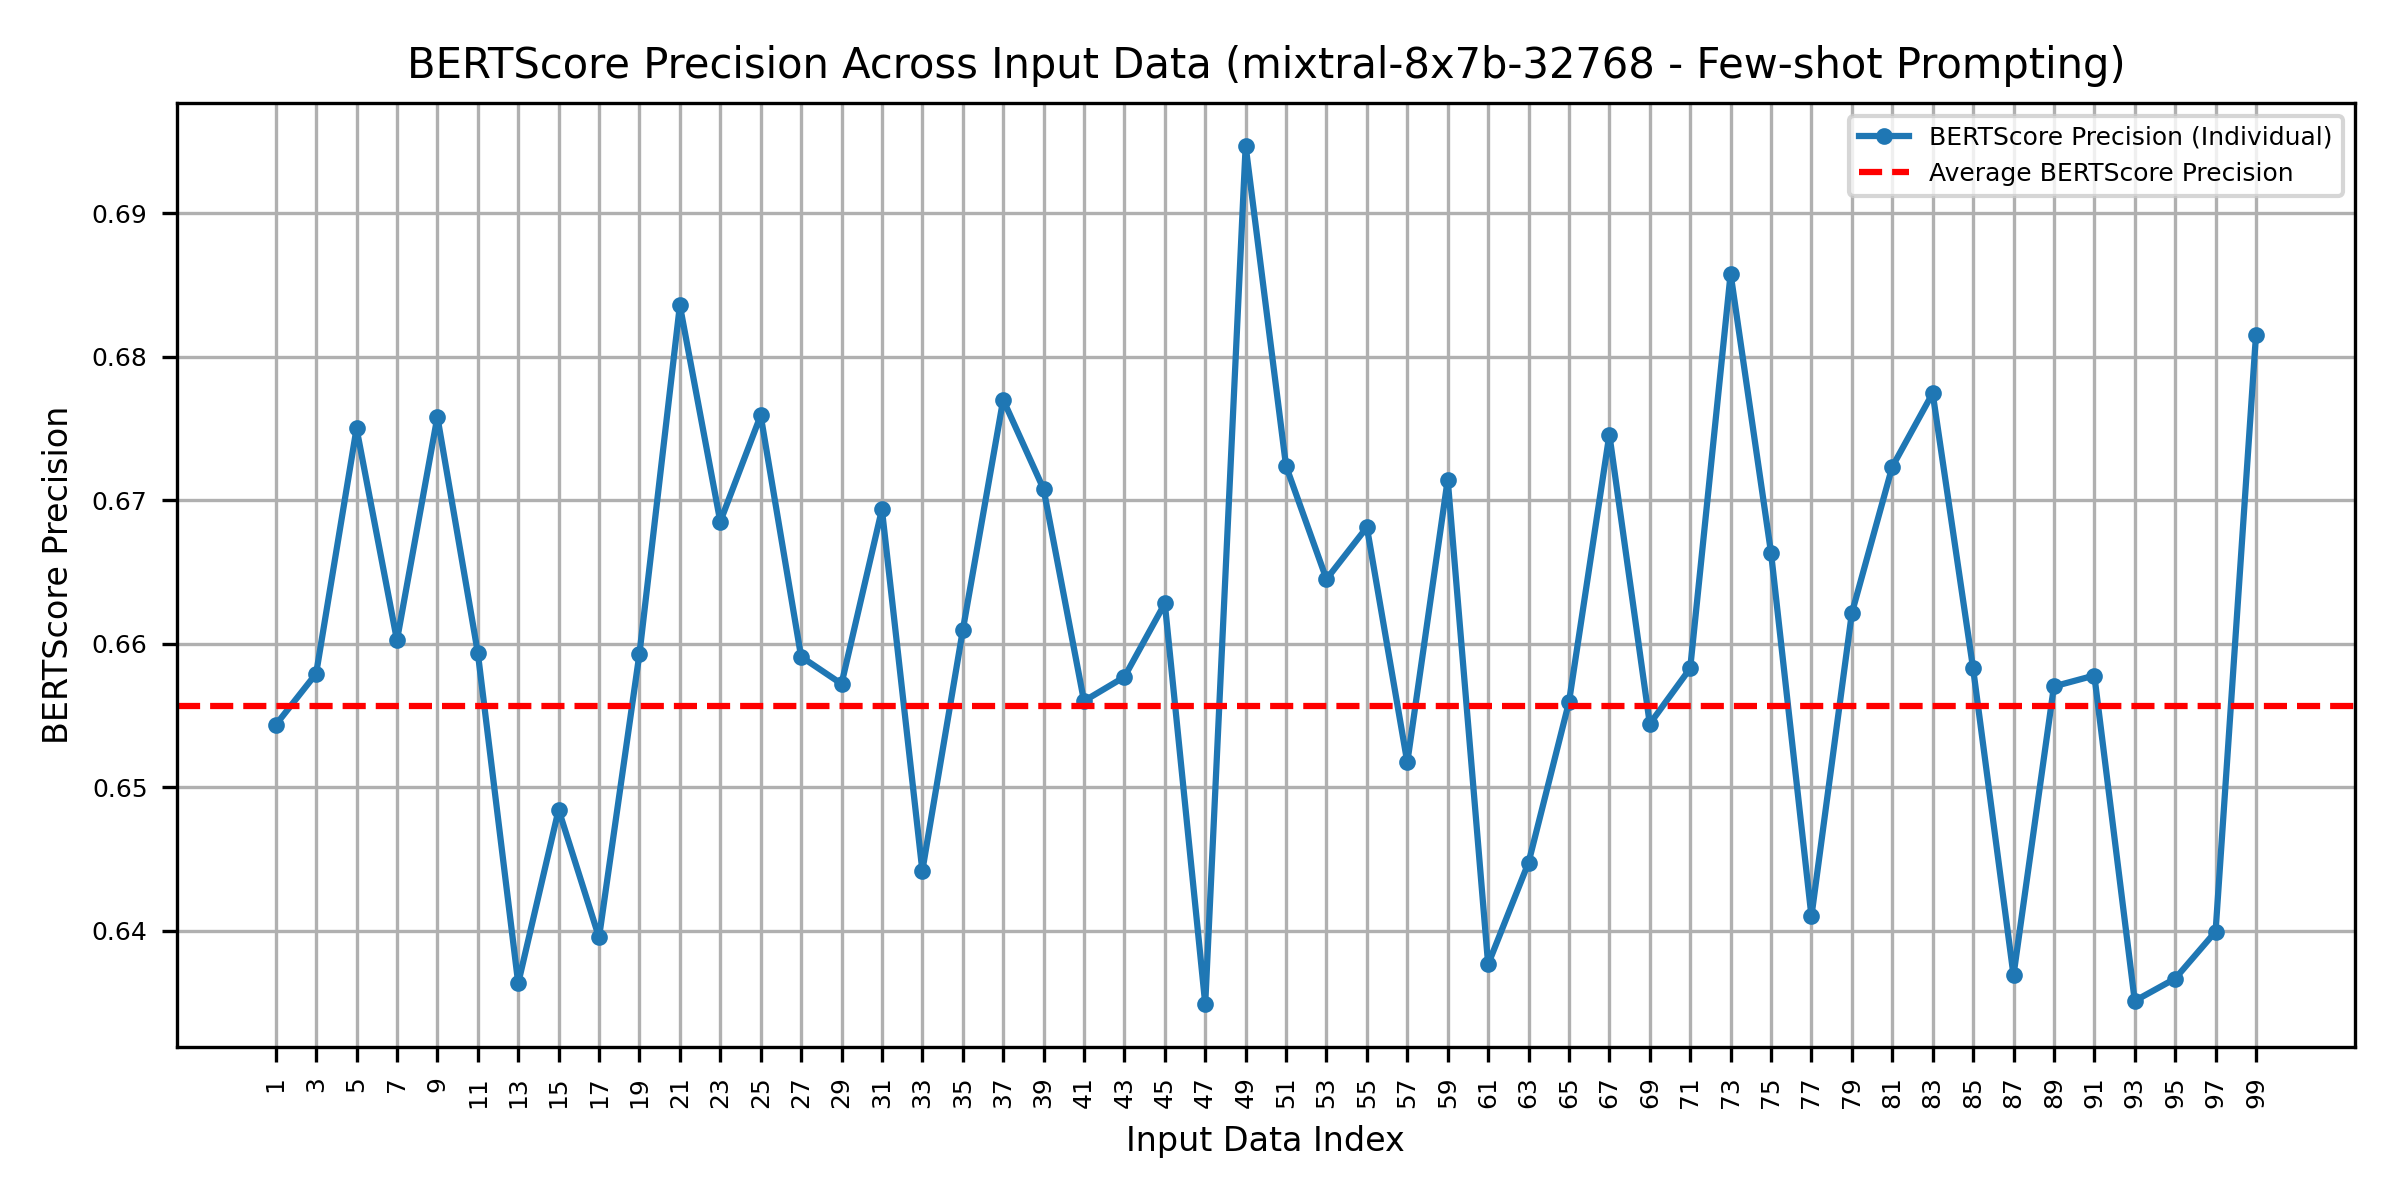 BERTScore Precision Across Input Data (mixtral-8x7b-32768 - Few-shot Prompting)
BERTScore Precision (Individual)
Average BERTScore Precision
BERTScore Precision
0.69
0.68
0.67
0.66
0.65
0.64
1 3 5 7 9 11 13 15 17 19 21 23 25 27 29 31 33 35 37 39 41 43 45 47 49 51 53 55 57 59 61 63 65 67 69 71 73 75 77 79 81 83 85 87 89 91 93 95 97 99
Input Data Index